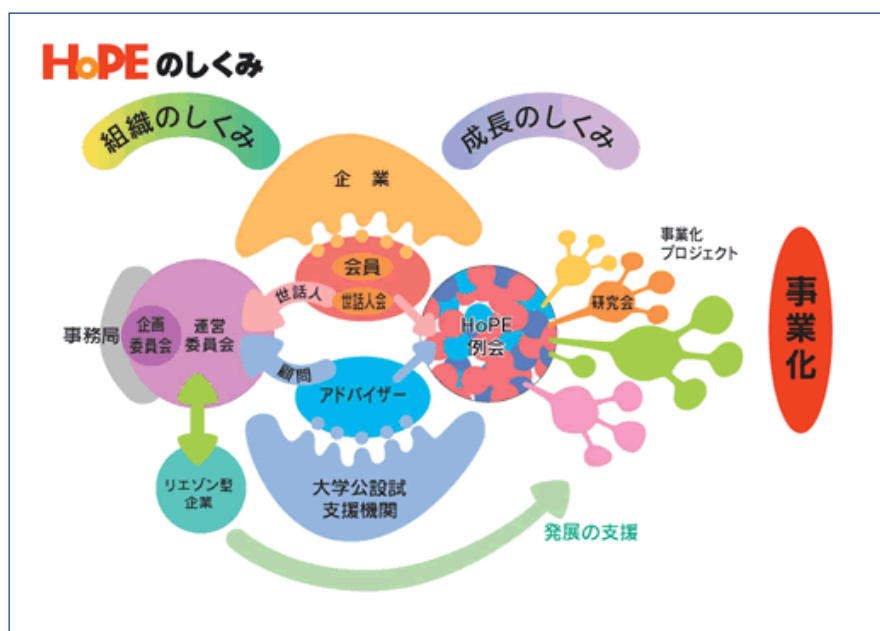 HoPEのしくみ
組織のしくみ
成長のしくみ
企 業
会員
世話人会
世話人
顧問
アドバイザー
大学公設試
支援機関
事務局
企画
委員会
運営
委員会
リエゾン型
企業
HoPE
例会
研究会
事業化
プロジェクト
事業化
発展の支援